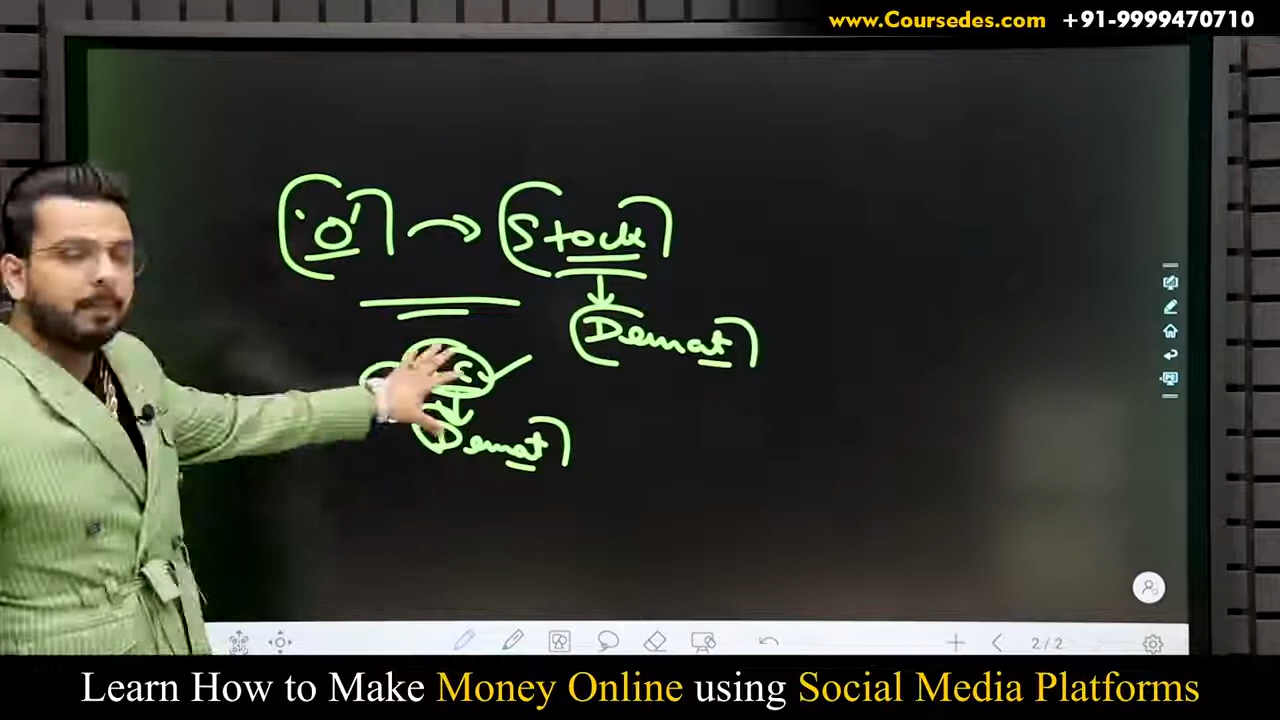 www.Coursedes.com +91-9999470710
'0' → Stock
Demat
Demat
2/2
Learn How to Make Money Online using Social Media Platforms